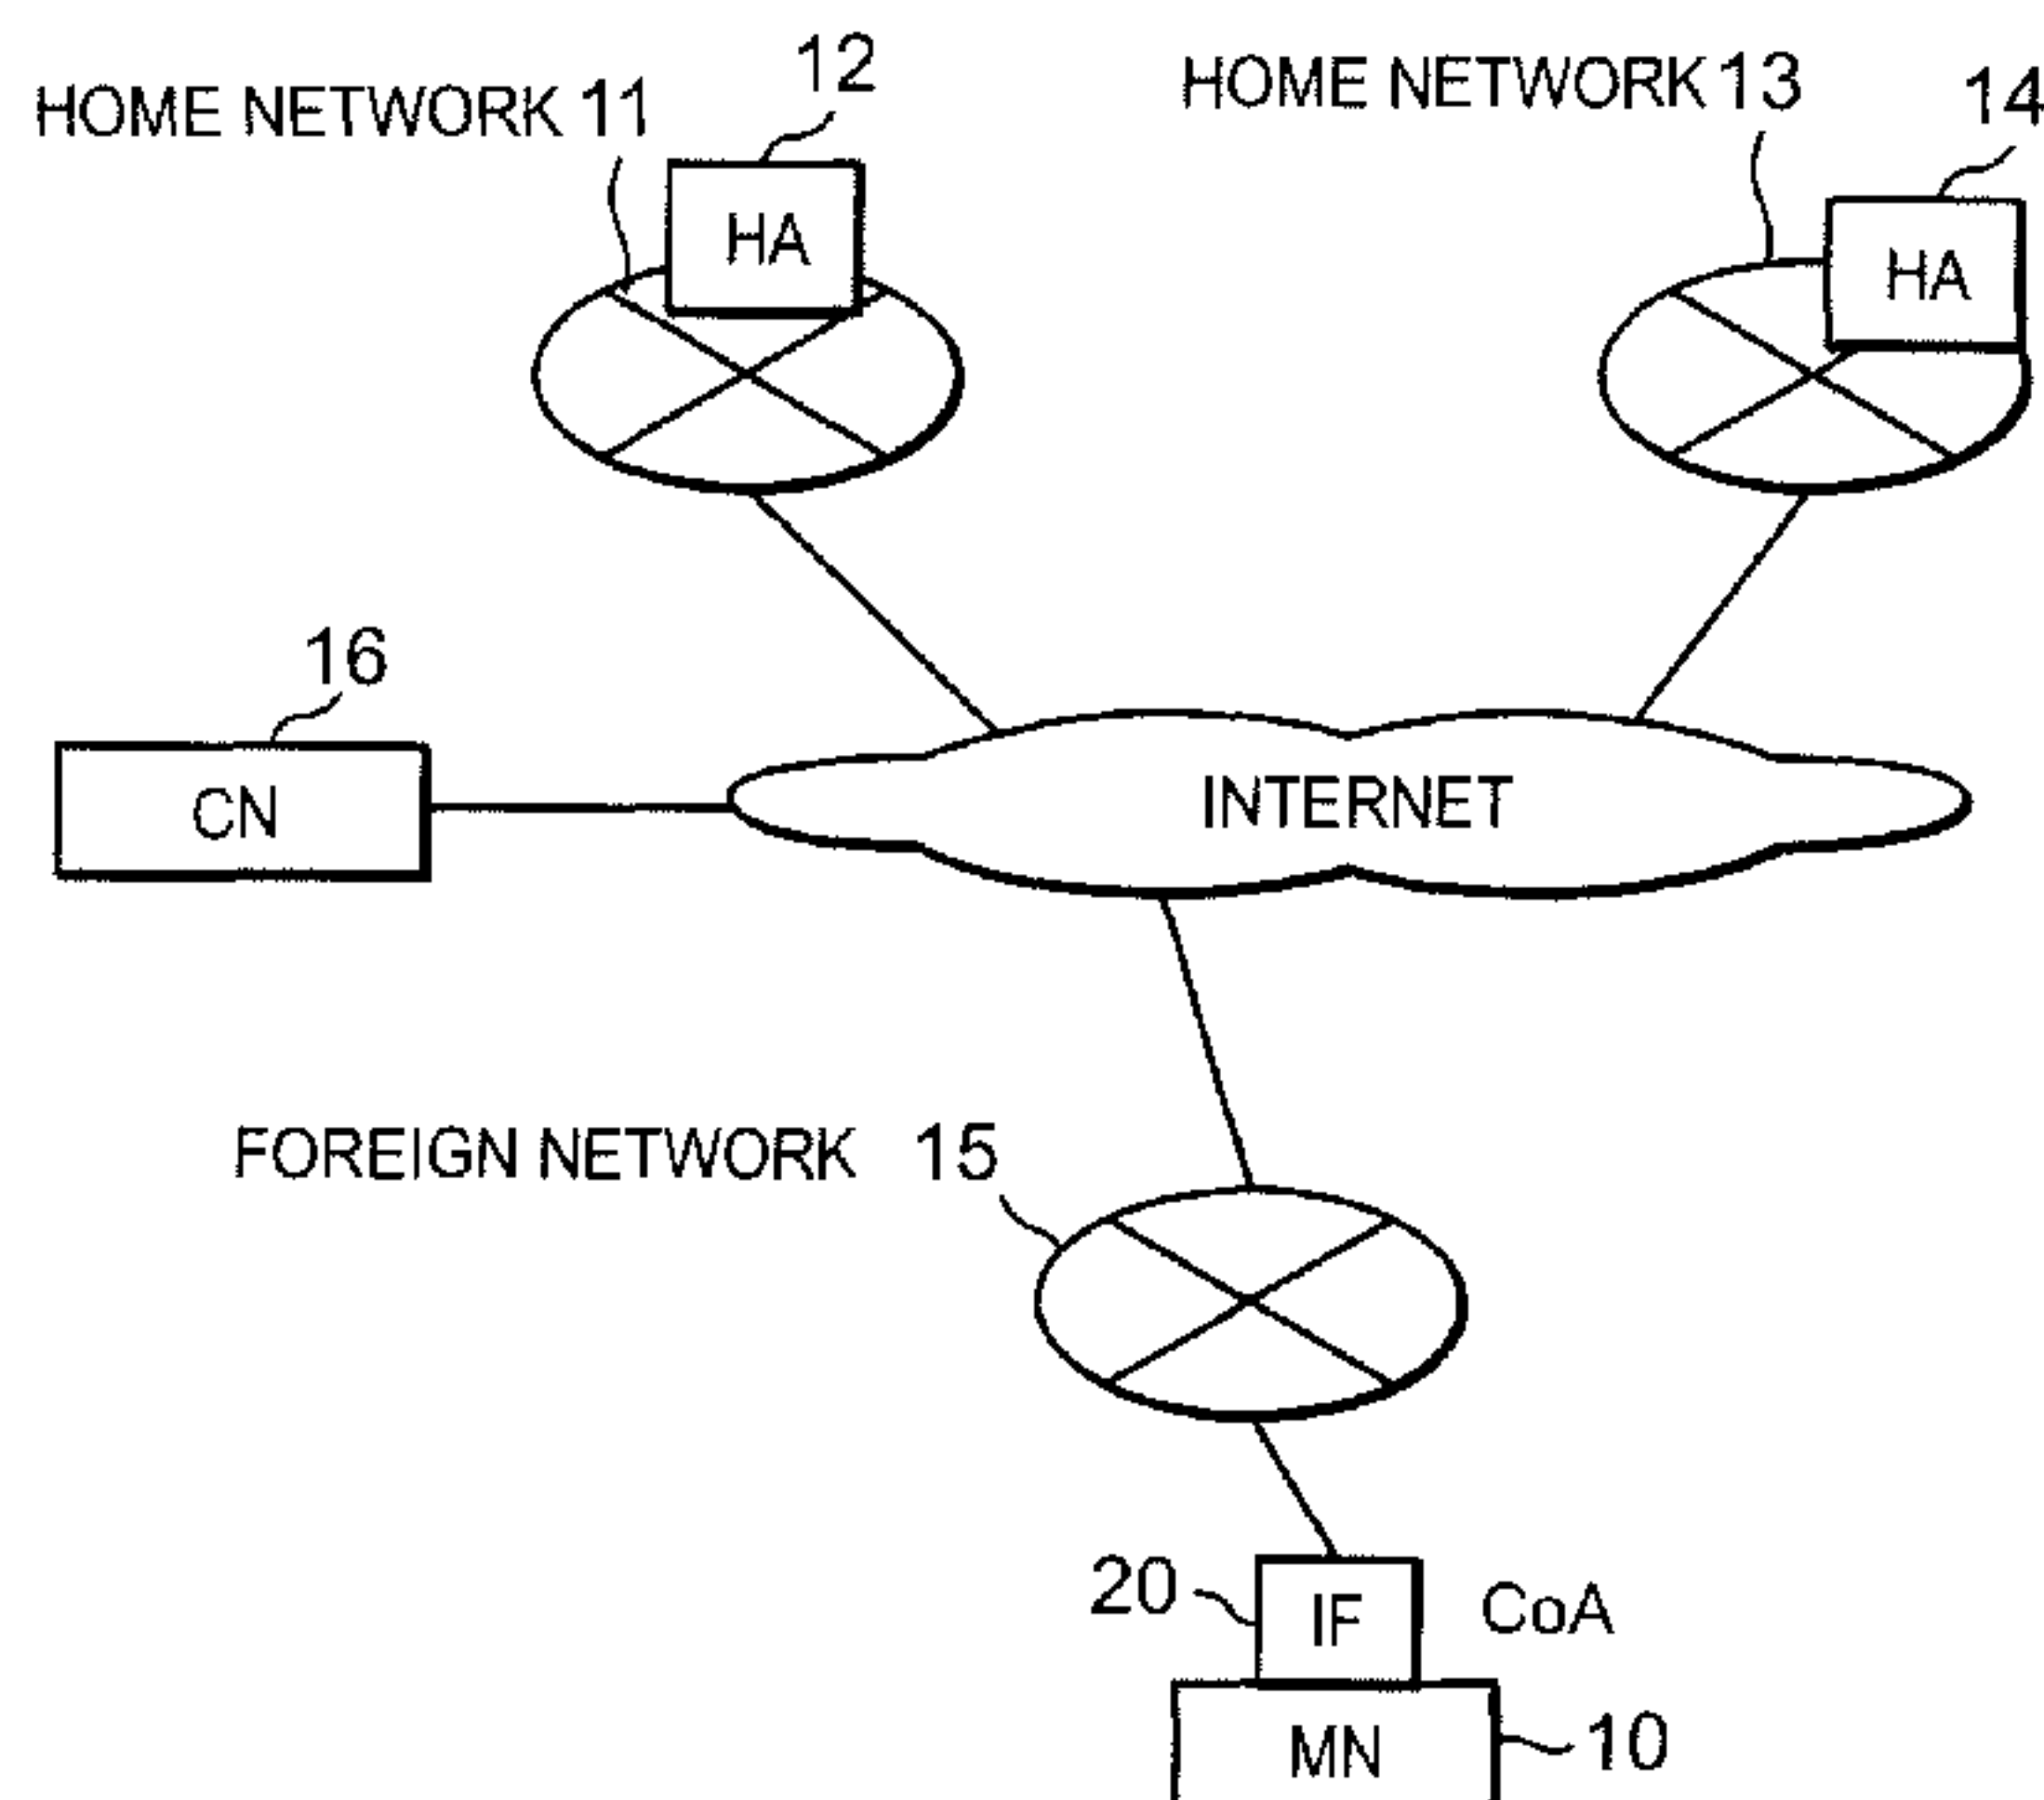 12
HOME NETWORK 11
HA
HOME NETWORK 13
14
HA
16
CN
INTERNET
FOREIGN NETWORK 15
20
IF
CoA
MN
10